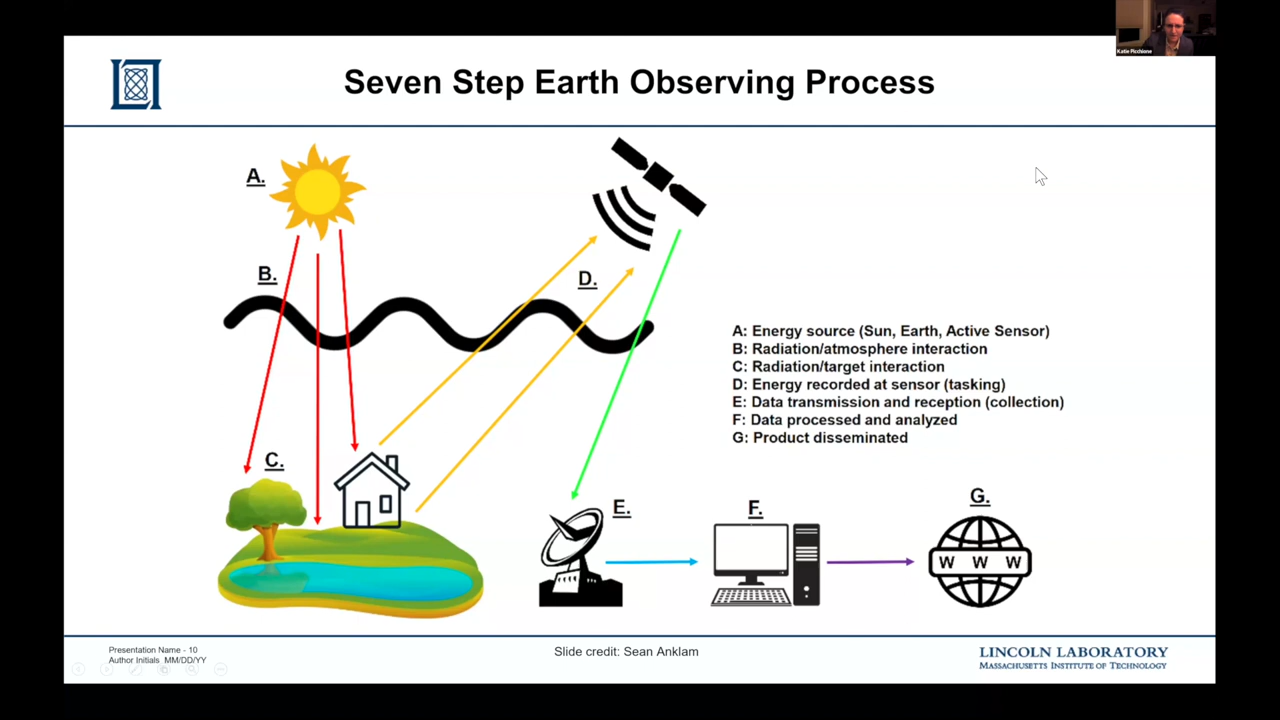 Katie Picchione
Seven Step Earth Observing Process
A.
B.
D.
A: Energy source (Sun, Earth, Active Sensor)
B: Radiation/atmosphere interaction
C: Radiation/target interaction
D: Energy recorded at sensor (tasking)
E: Data transmission and reception (collection)
F: Data processed and analyzed
G: Product disseminated
C.
E.
F.
G.
W W W
Presentation Name - 10
Author Initials MM/DD/YY
Slide credit: Sean Anklam
LINCOLN LABORATORY
MASSACHUSETTS INSTITUTE OF TECHNOLOGY